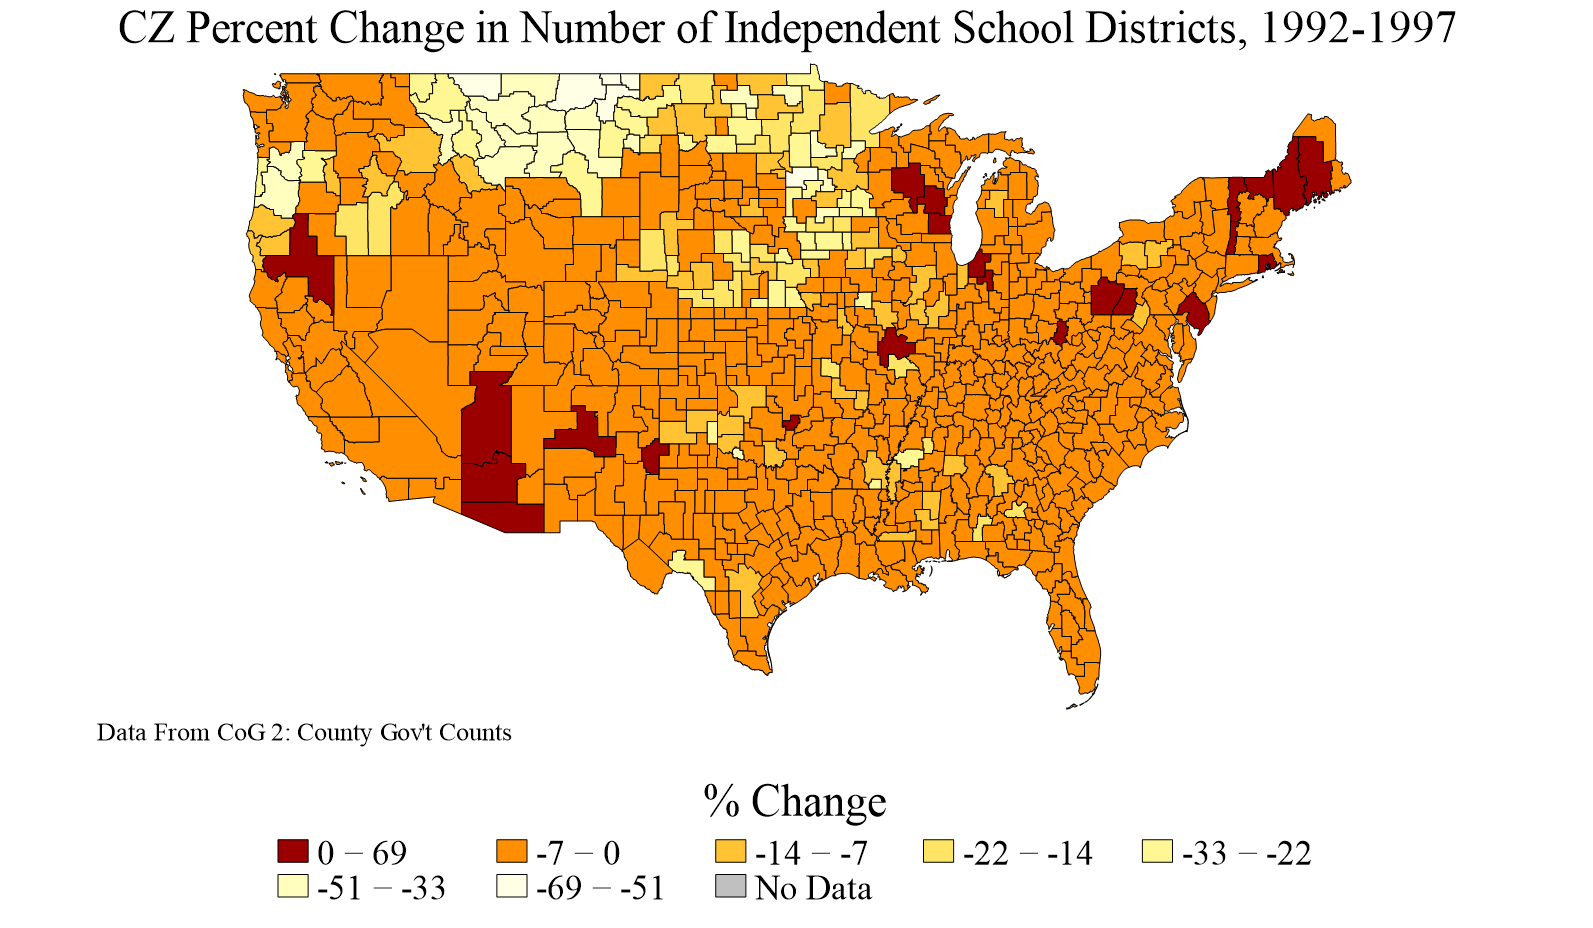 CZ Percent Change in Number of Independent School Districts, 1992-1997
Data From CoG 2: County Gov't Counts
% Change
0 − 69 -7 − 0 -14 − -7 -22 − -14 -33 − -22
-51 − -33 -69 − -51 No Data